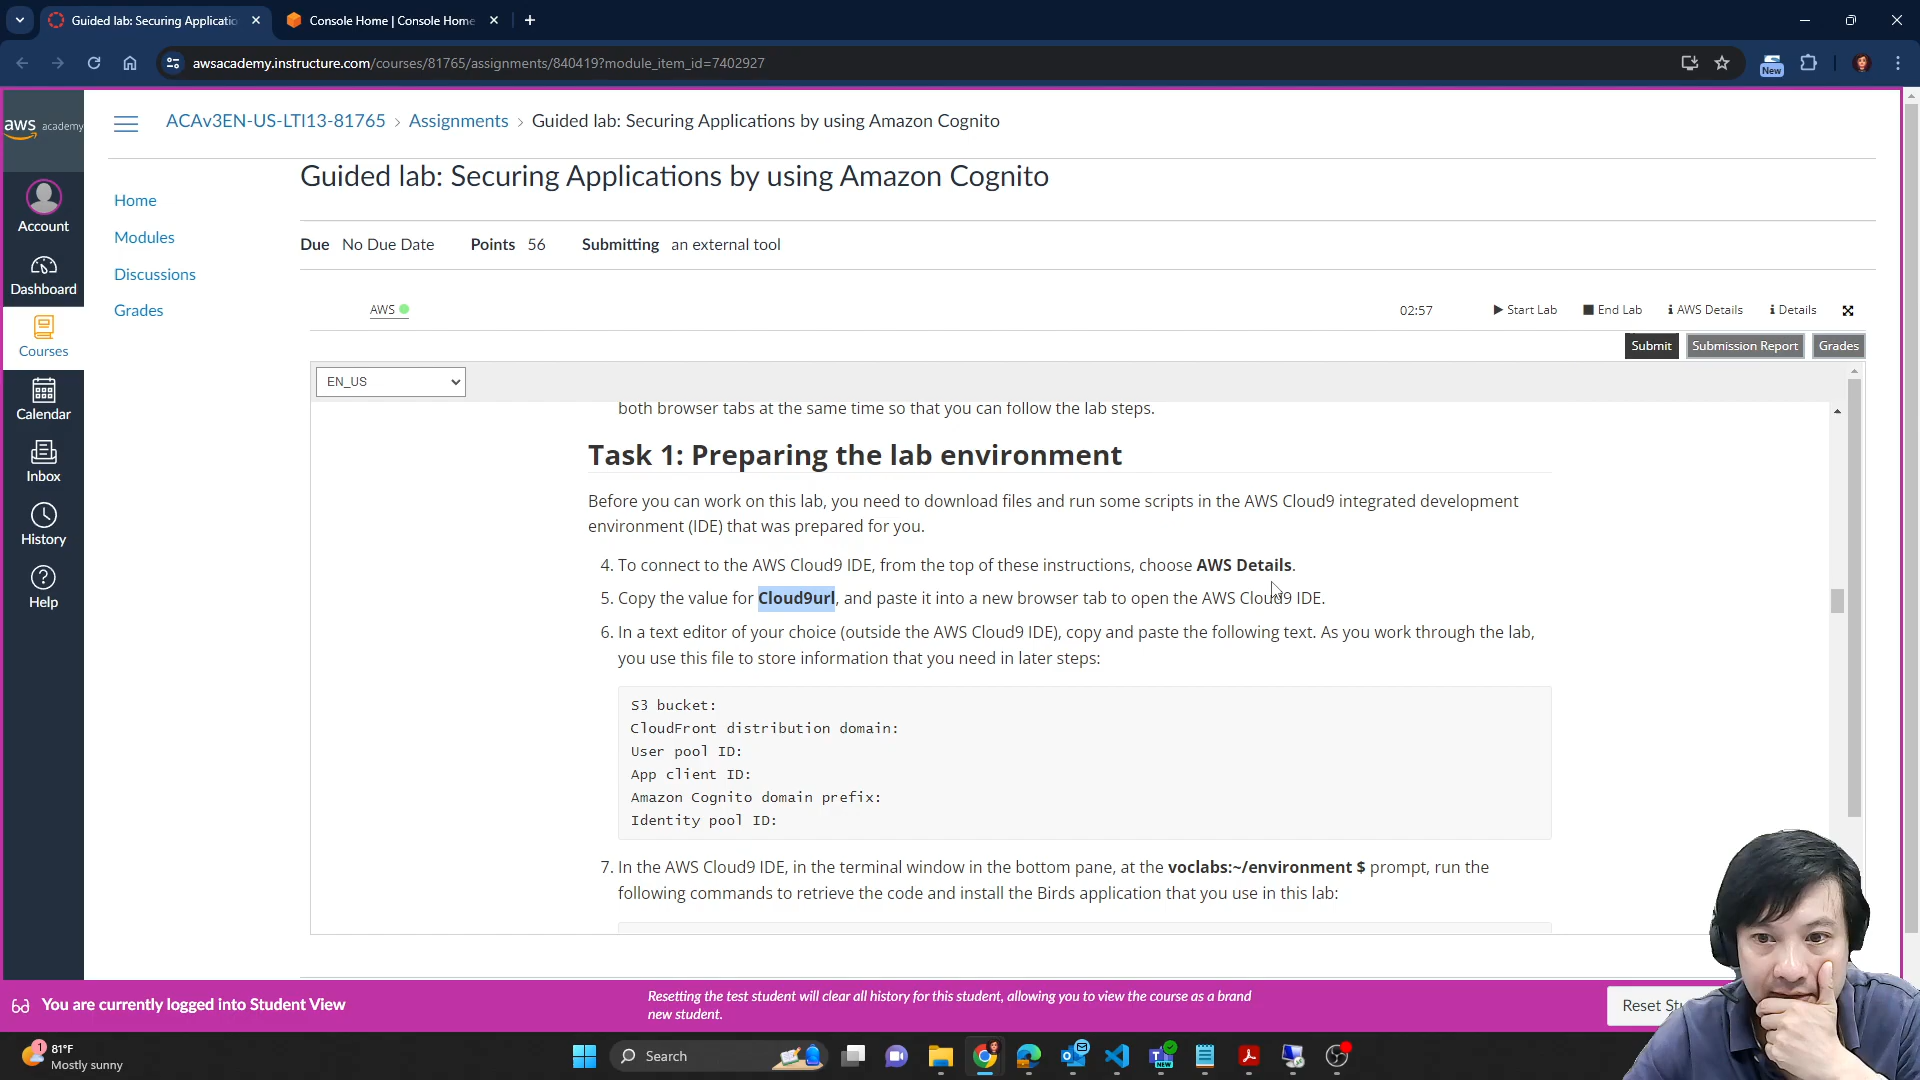 Guided lab: Securing Applicatio
Console Home | Console Home
awsacademy.instructure.com/courses/81765/assignments/840419?module_item_id=7402927
New
aws academy
ACAv3EN-US-LTI13-81765 > Assignments > Guided lab: Securing Applications by using Amazon Cognito
Account
Dashboard
Courses
Calendar
Inbox
History
Help
Home
Modules
Discussions
Grades
Guided lab: Securing Applications by using Amazon Cognito
Due No Due Date Points 56 Submitting an external tool
AWS
02:57
Start Lab
End Lab
AWS Details
Details
Submit
Submission Report
Grades
EN_US
both browser tabs at the same time so that you can follow the lab steps.
Task 1: Preparing the lab environment
Before you can work on this lab, you need to download files and run some scripts in the AWS Cloud9 integrated development
environment (IDE) that was prepared for you.
4. To connect to the AWS Cloud9 IDE, from the top of these instructions, choose AWS Details.
5. Copy the value for Cloud9url, and paste it into a new browser tab to open the AWS Cloud9 IDE.
6. In a text editor of your choice (outside the AWS Cloud9 IDE), copy and paste the following text. As you work through the lab,
you use this file to store information that you need in later steps:
S3 bucket:
CloudFront distribution domain:
User pool ID:
App client ID:
Amazon Cognito domain prefix:
Identity pool ID:
7. In the AWS Cloud9 IDE, in the terminal window in the bottom pane, at the voclabs:~/environment $ prompt, run the
following commands to retrieve the code and install the Birds application that you use in this lab:
You are currently logged into Student View
Resetting the test student will clear all history for this student, allowing you to view the course as a brand
new student.
Reset St
1
81°F
Mostly sunny
Search
NEW